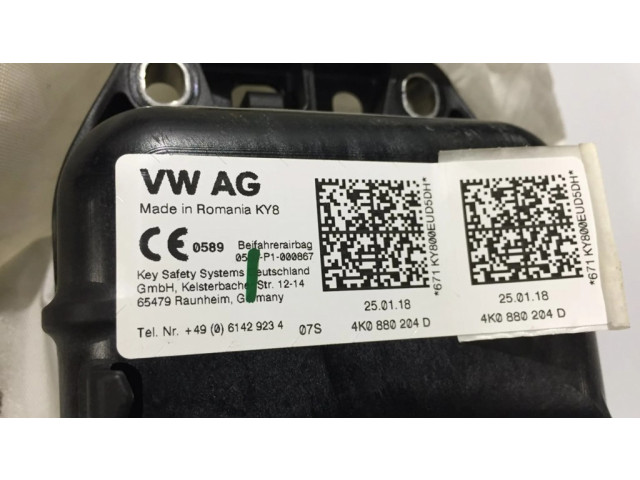 VW AG
Made in Romania KY8
CE 0589 Beifahrerairbag
-P1-000867
Key Safety Systems
GmbH, Kelsterbacher Str. 12-14
65479 Raunheim, Germany
Tel. Nr. +49 (0) 6142 923 4 07S
*671 KY800EUD5DH*
25.01.18
4K0 880 204 D
*671 KY800EUD5DH*
25.01.18
4K0 880 204 D